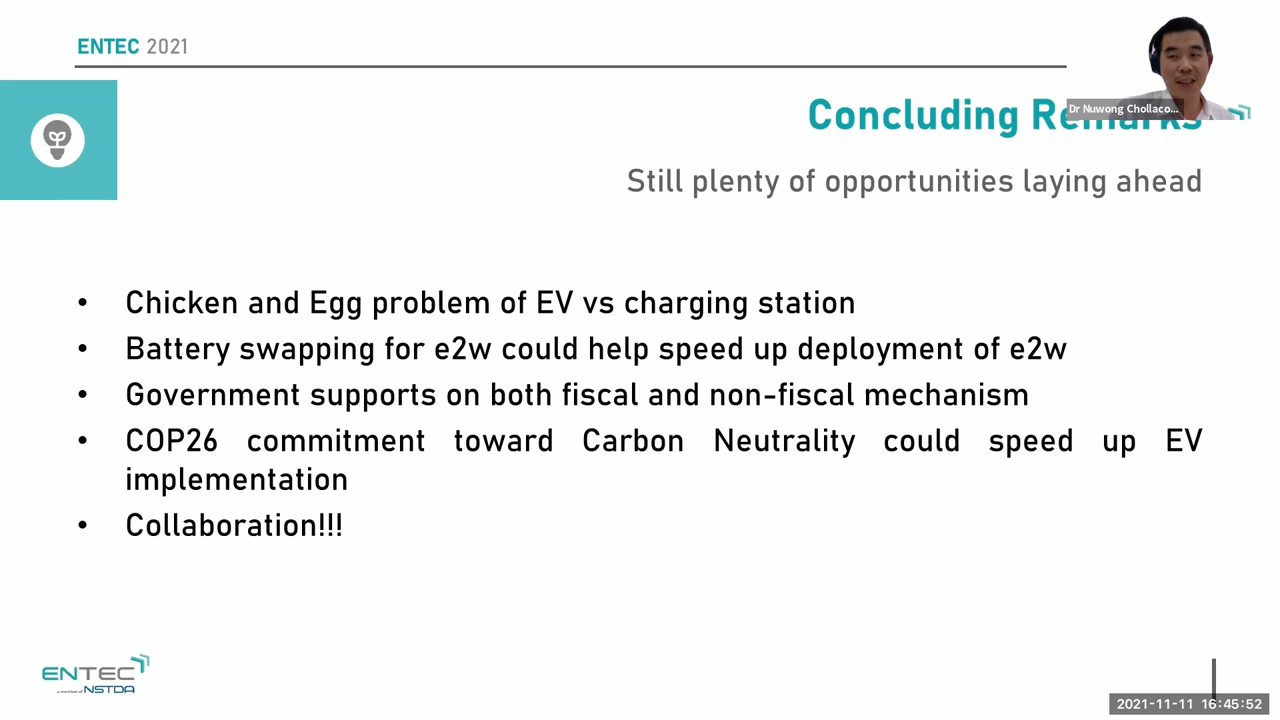 ENTEC 2021
Dr Nuwong Chollaco...
Concluding Remarks
Still plenty of opportunities laying ahead
• Chicken and Egg problem of EV vs charging station
• Battery swapping for e2w could help speed up deployment of e2w
• Government supports on both fiscal and non-fiscal mechanism
• COP26 commitment toward Carbon Neutrality could speed up EV
implementation
• Collaboration!!!
ENTEC
a member of NSTDA
2021-11-11 16:45:52